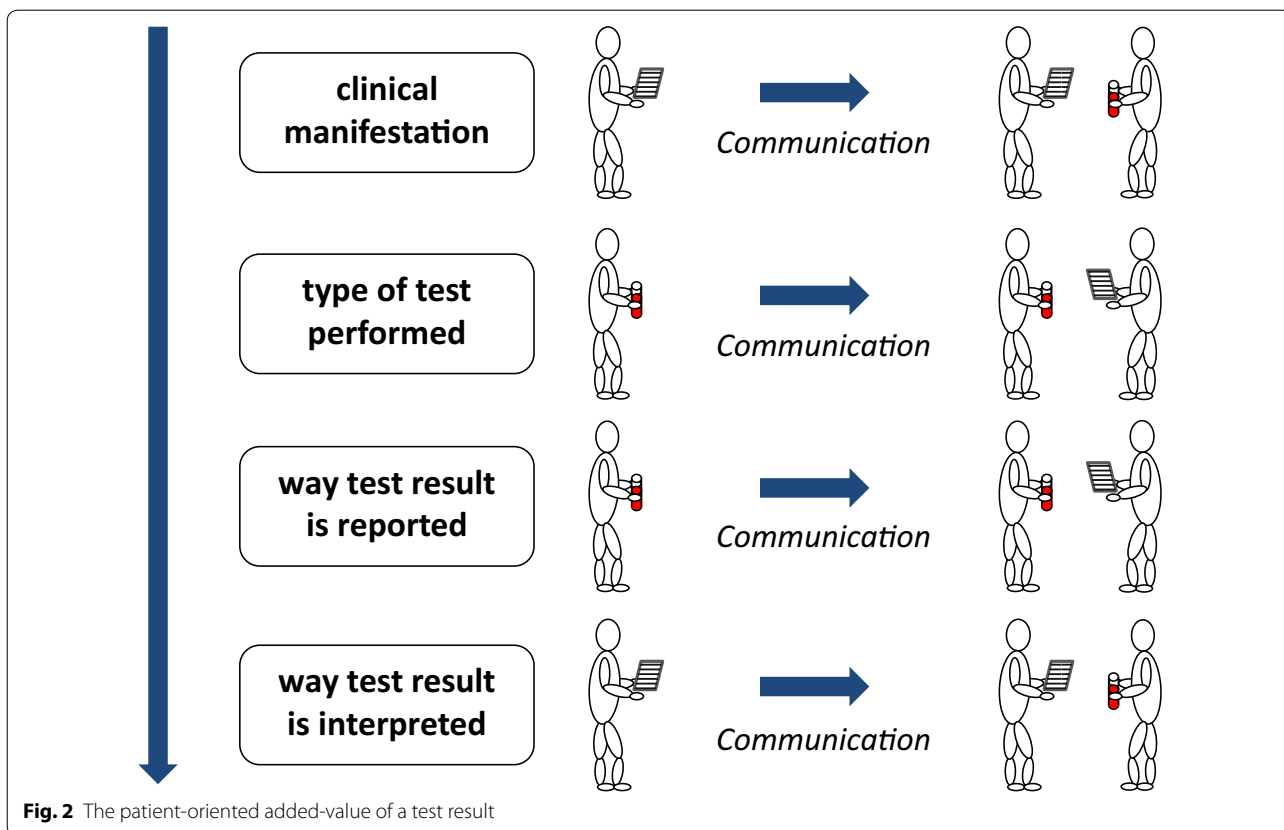 clinical
manifestation
Communication
type of test
performed
Communication
way test result
is reported
Communication
way test result
is interpreted
Communication
Fig. 2 The patient-oriented added-value of a test result